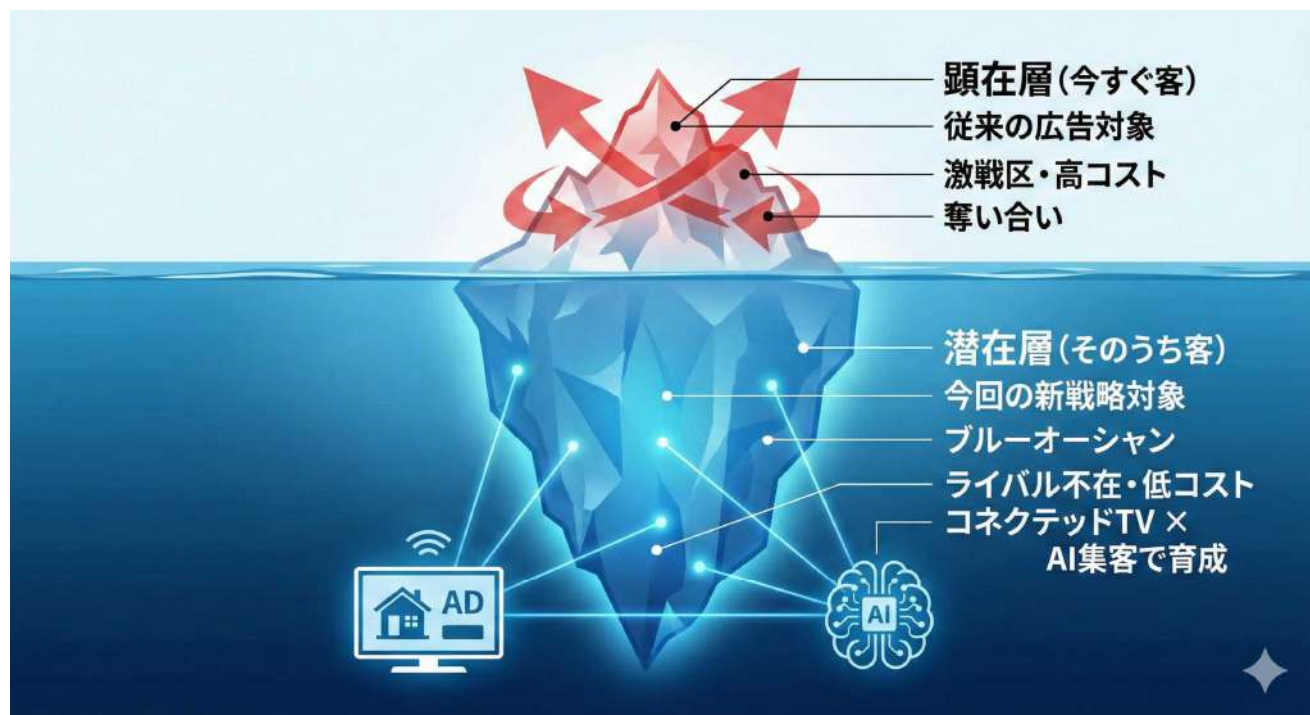 顕在層(今すぐ客)
従来の広告対象
激戦区・高コスト
奪い合い
潜在層(そのうち客)
今回の新戦略対象
ブルーオーシャン
ライバル不在・低コスト
コネクテッドTV ×
AI集客で育成
AD
AI